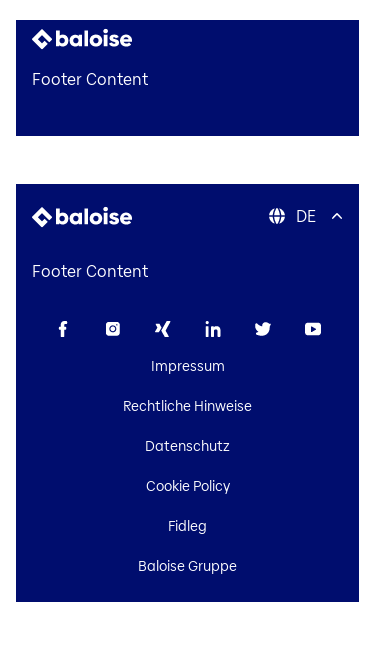 baloise
Footer Content
baloise
DE
Footer Content
Impressum
Rechtliche Hinweise
Datenschutz
Cookie Policy
Fidleg
Baloise Gruppe